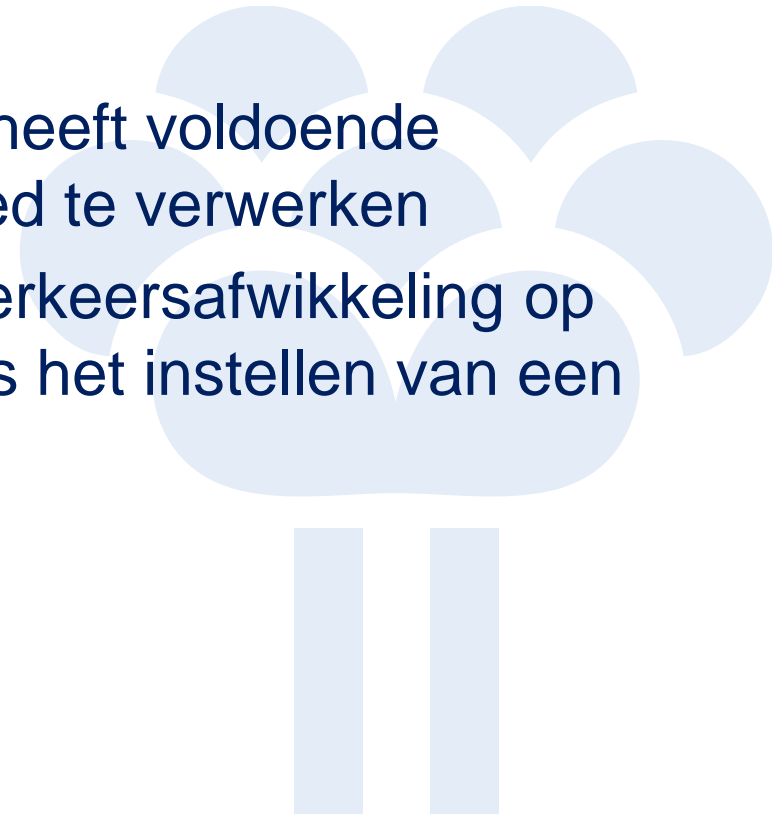 heeft voldoende
ed te verwerken
erkeersafwikkeling op
s het instellen van een